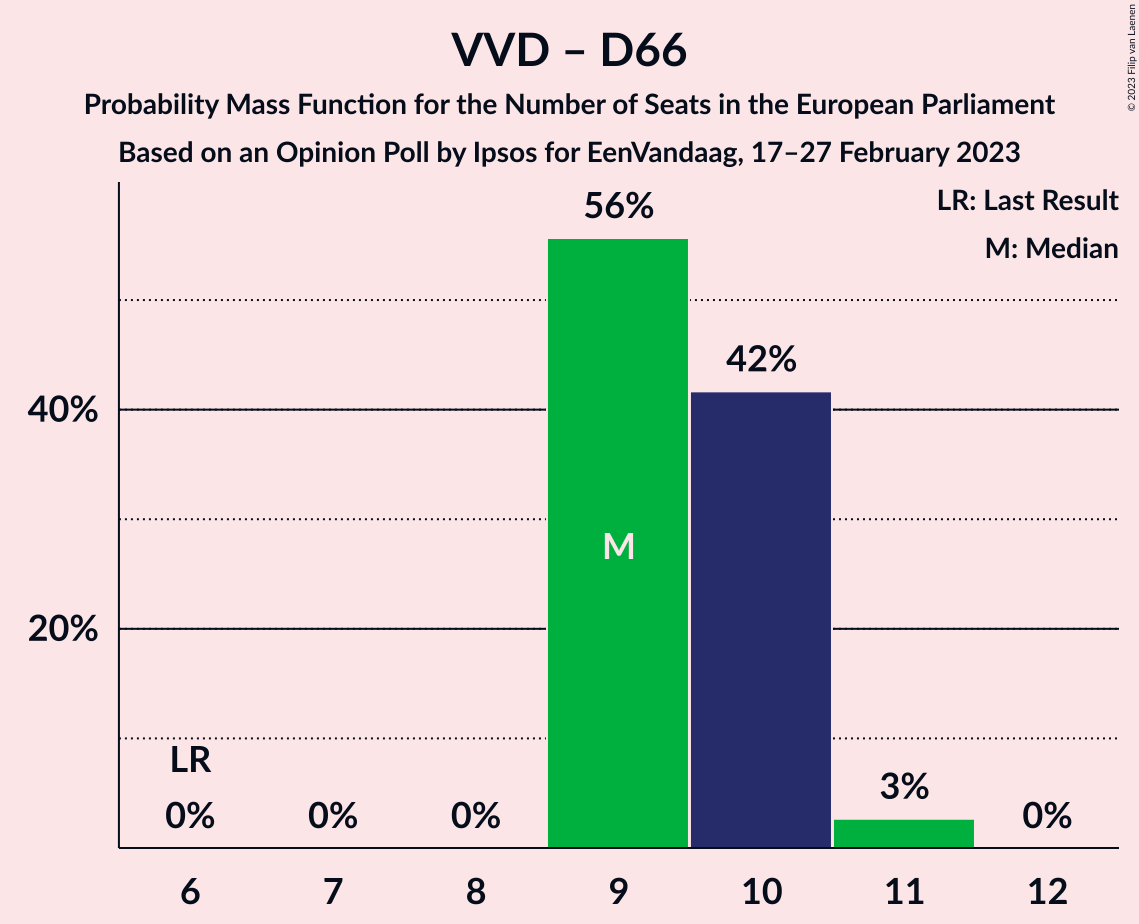 VVD – D66
Probability Mass Function for the Number of Seats in the European Parliament
Based on an Opinion Poll by Ipsos for EenVandaag, 17–27 February 2023
© 2023 Filip van Laenen
LR: Last Result
M: Median
56%
42%
40%
M
20%
LR
3%
0% 0% 0% 0%
6 7 8 9 10 11 12